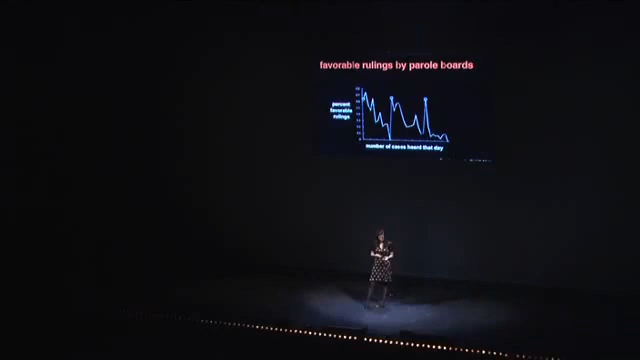 favorable rulings by parole boards
percent
favorable
rulings
number of cases heard that day